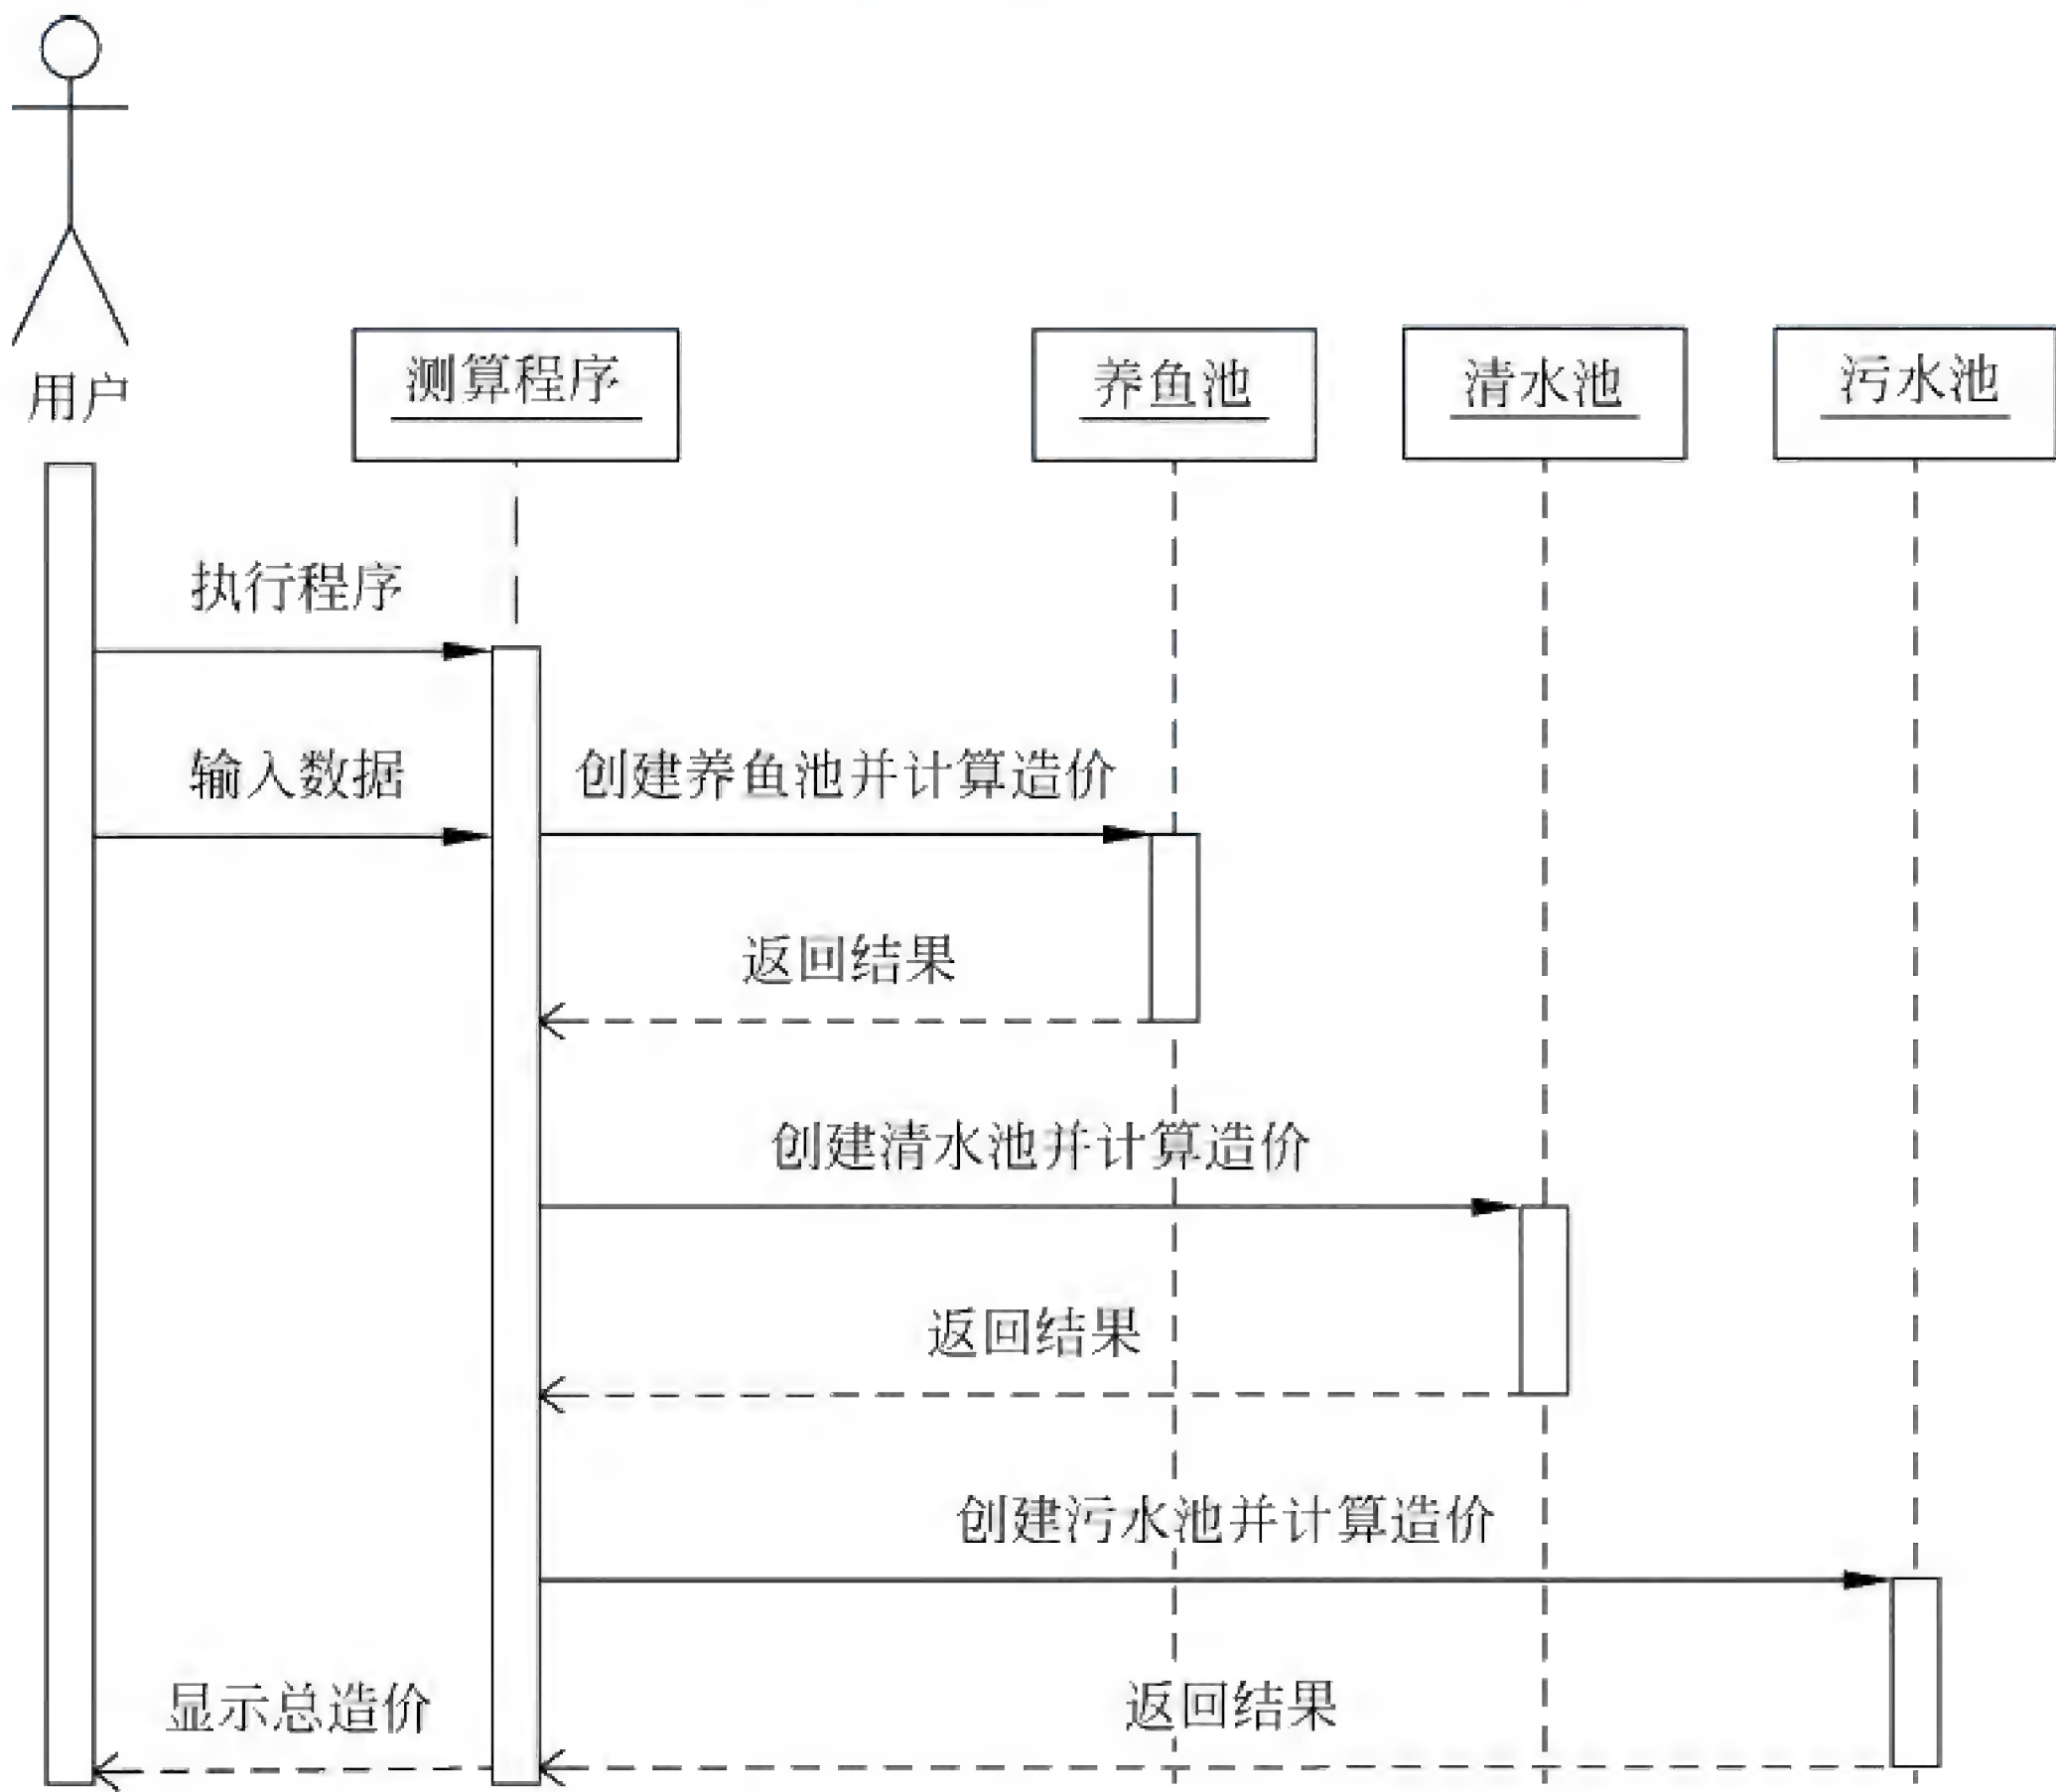 用户
测算程序
养鱼池
清水池
污水池
执行程序
输入数据
创建养鱼池并计算造价
返回结果
创建清水池并计算造价
返回结果
创建污水池并计算造价
显示总造价
返回结果